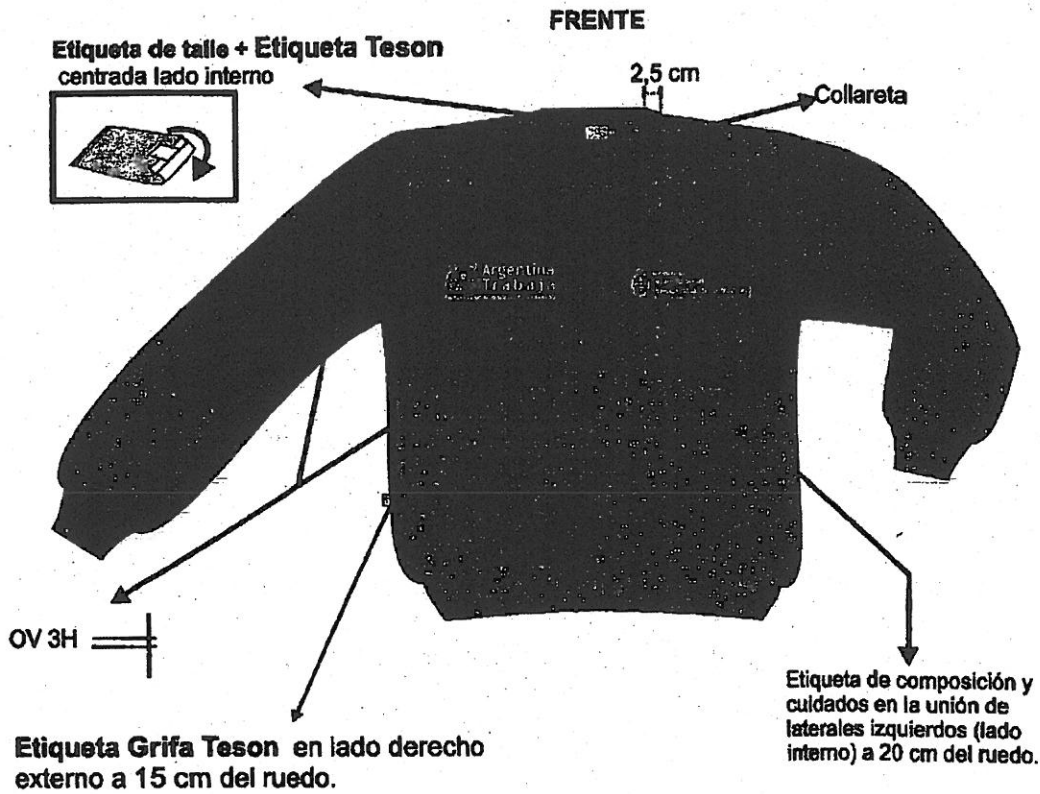 FRENTE
Etiqueta de talle + Etiqueta Teson
centrada lado interno
2,5 cm
Collareta
Argentina
Trabaja
OV 3H
Etiqueta Grifa Teson en lado derecho
externo a 15 cm del ruedo.
Etiqueta de composición y
cuidados en la unión de
laterales izquierdos (lado
interno) a 20 cm del ruedo.